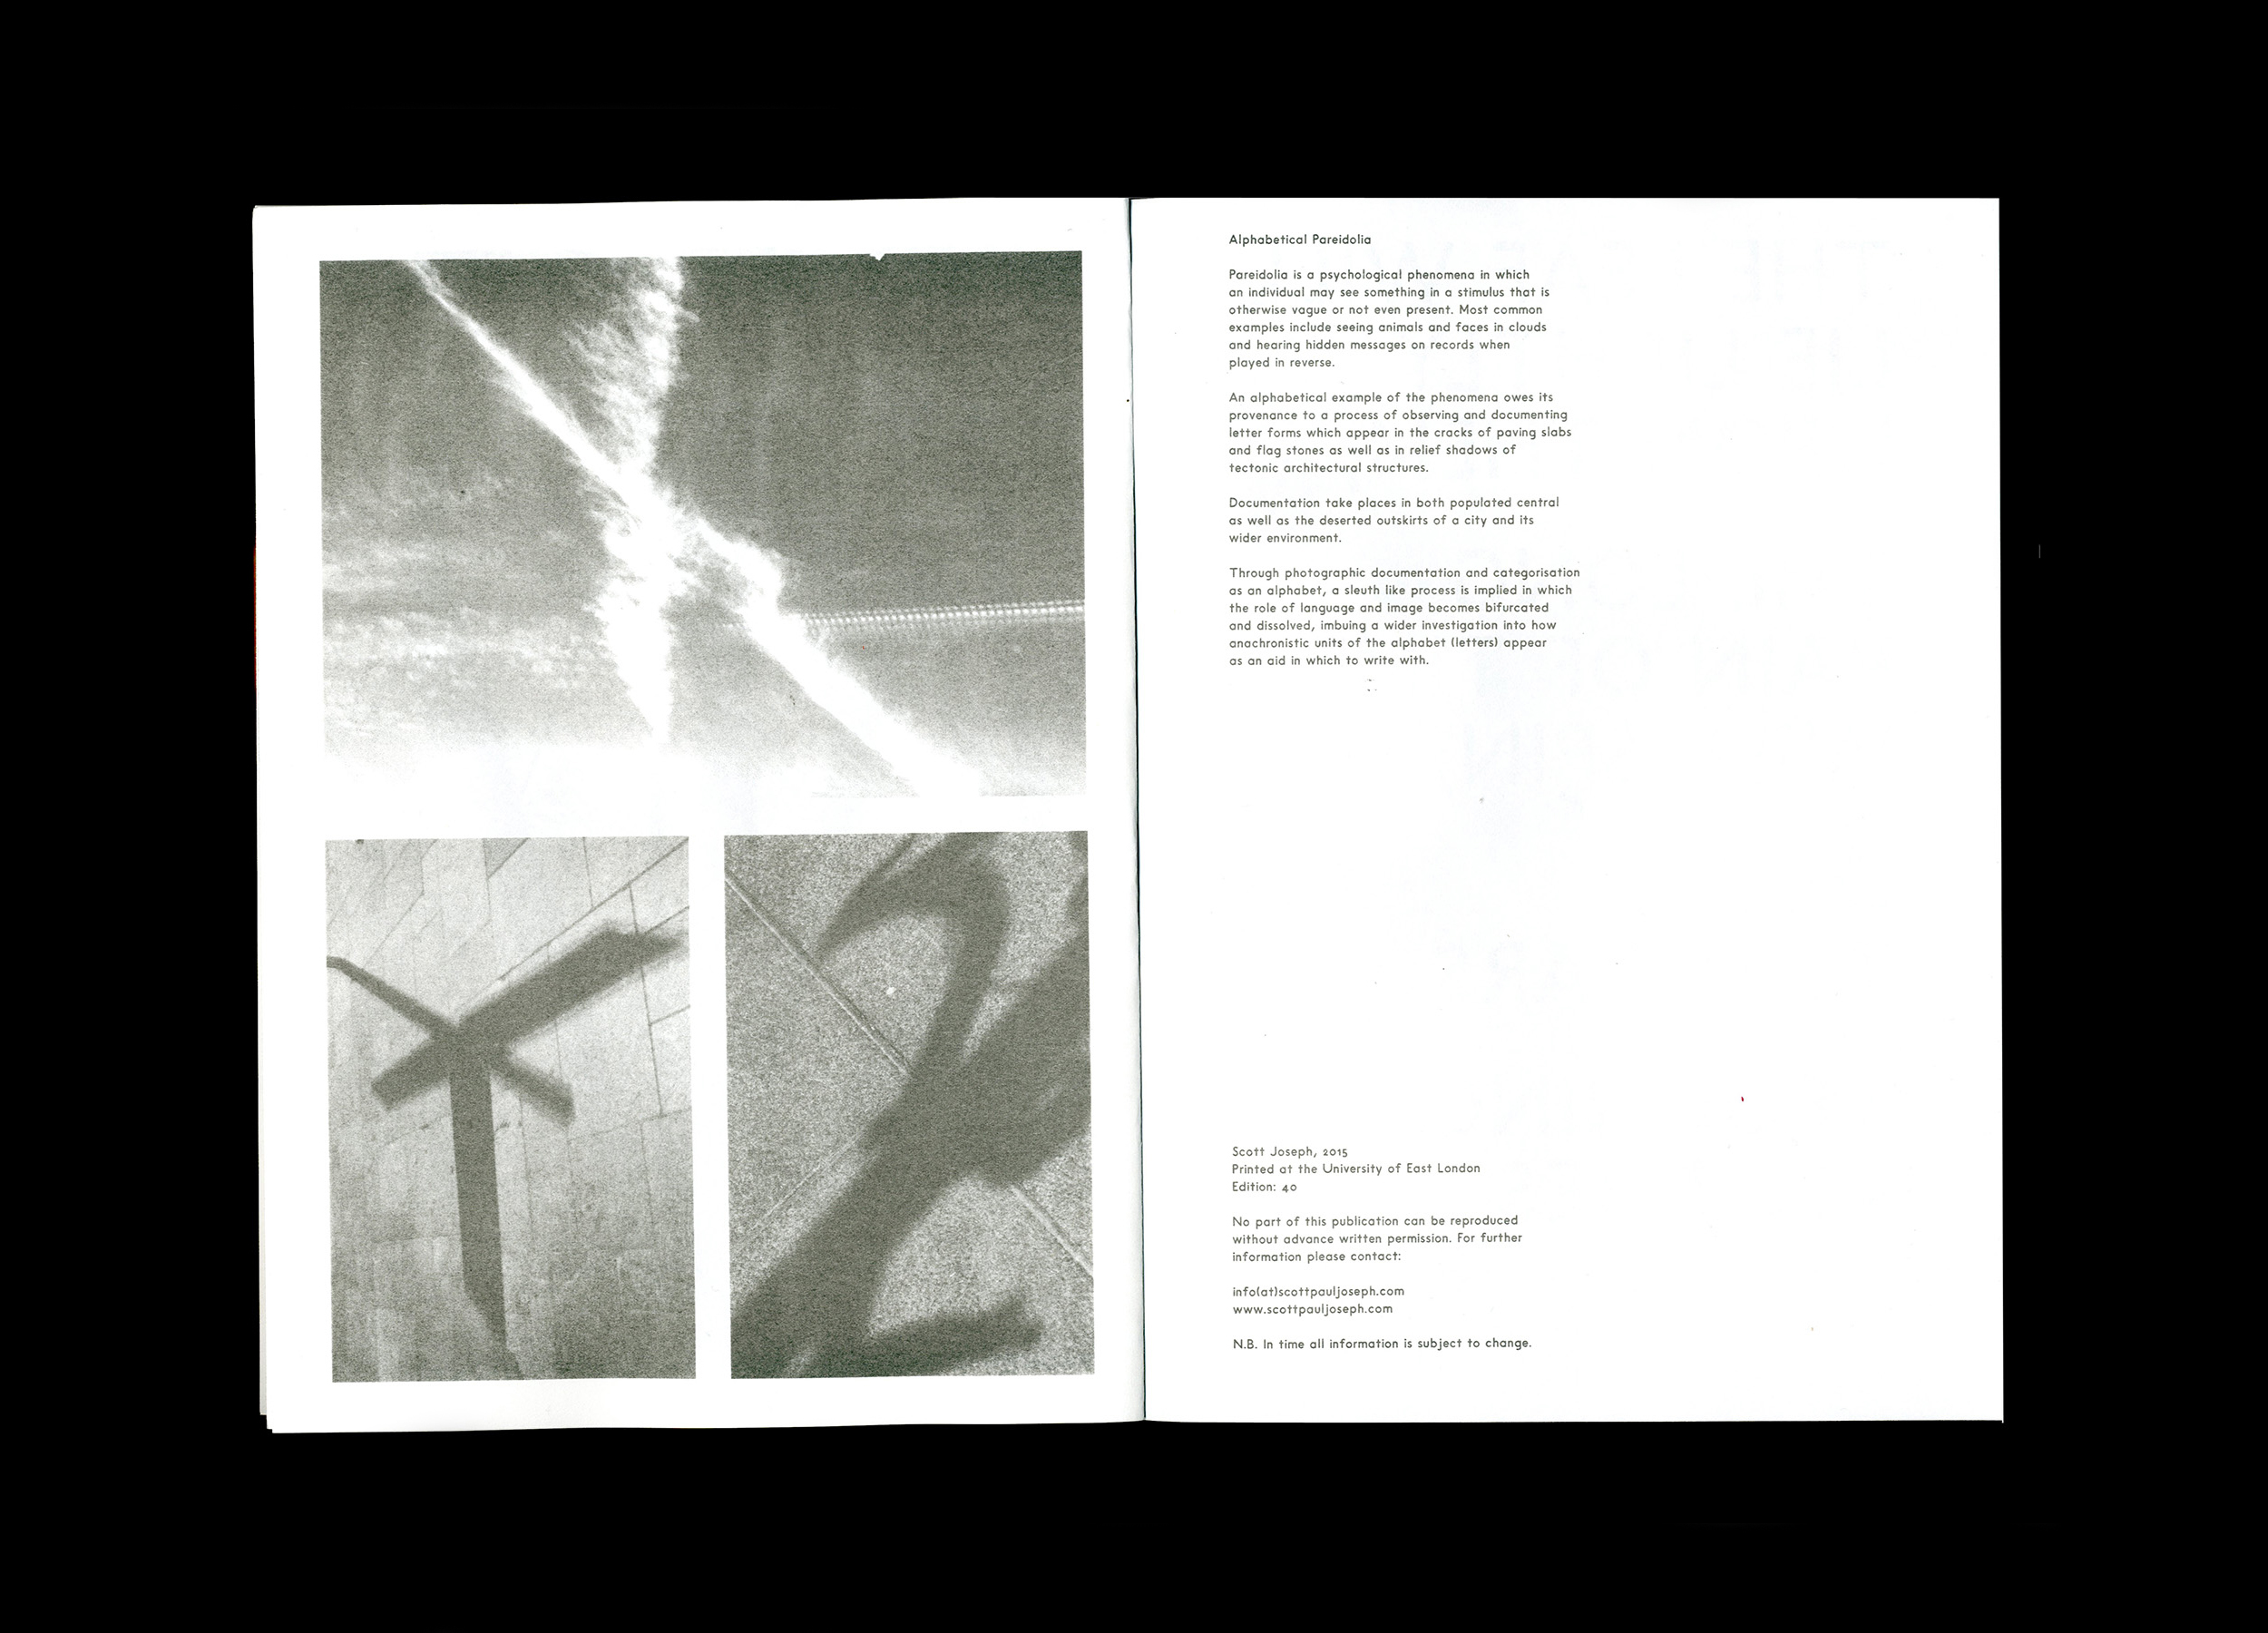 Alphabetical Pareidolia
Pareidolia is a psychological phenomena in which
an individual may see something in a stimulus that is
otherwise vague or not even present. Most common
examples include seeing animals and faces in clouds
and hearing hidden messages on records when
played in reverse.
An alphabetical example of the phenomena owes its
provenance to a process of observing and documenting
letter forms which appear in the cracks of paving slabs
and flag stones as well as in relief shadows of
tectonic architectural structures.
Documentation take places in both populated central
as well as the deserted outskirts of a city and its
wider environment.
Through photographic documentation and categorisation
as an alphabet, a sleuth like process is implied in which
the role of language and image becomes bifurcated
and dissolved, imbuing a wider investigation into how
anachronistic units of the alphabet (letters) appear
as an aid in which to write with.
Scott Joseph, 2015
Printed at the University of East London
Edition: 40
No part of this publication can be reproduced
without advance written permission. For further
information please contact:
info(at)scottpauljoseph.com
www.scottpauljoseph.com
N.B. In time all information is subject to change.